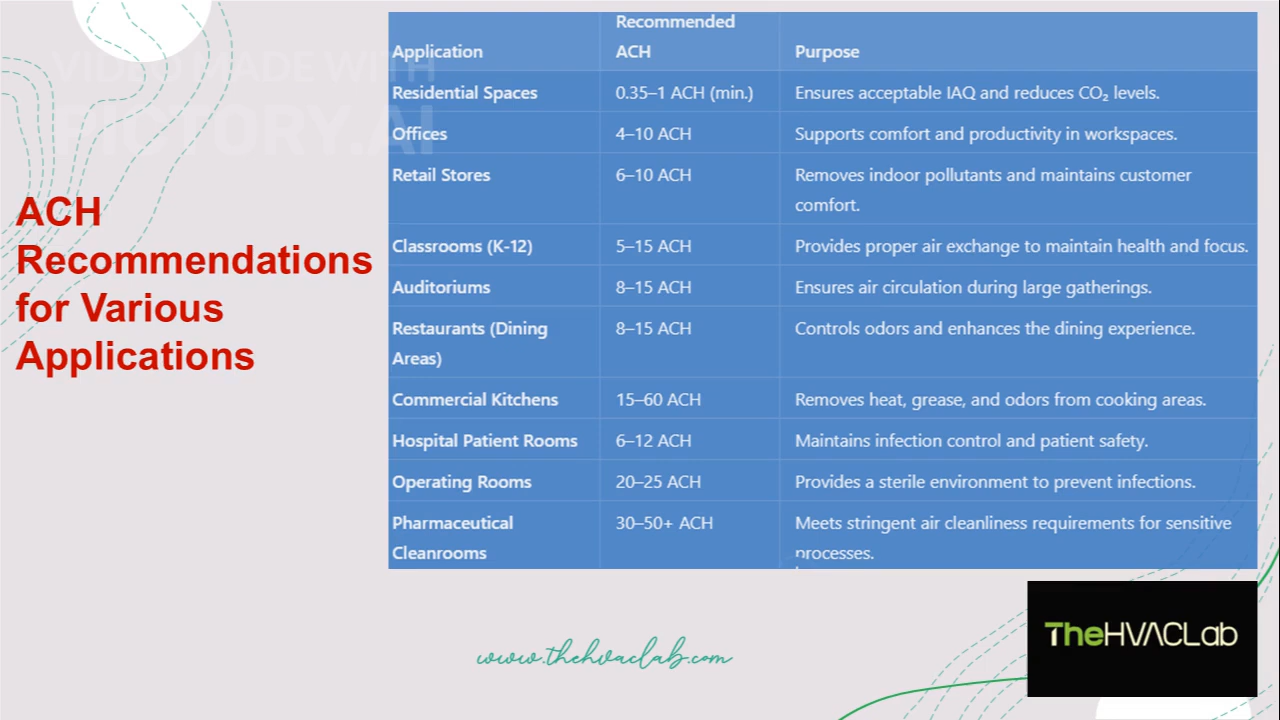 VIDEO MADE WITH
PICTORY.AI
ACH
Recommendations
for Various
Applications
Application
Recommended
ACH
Purpose
Residential Spaces
0.35–1 ACH (min.)
Ensures acceptable IAQ and reduces CO₂ levels.
Offices
4–10 ACH
Supports comfort and productivity in workspaces.
Retail Stores
6–10 ACH
Removes indoor pollutants and maintains customer
comfort.
Classrooms (K-12)
5–15 ACH
Provides proper air exchange to maintain health and focus.
Auditoriums
8–15 ACH
Ensures air circulation during large gatherings.
Restaurants (Dining
Areas)
8–15 ACH
Controls odors and enhances the dining experience.
Commercial Kitchens
15–60 ACH
Removes heat, grease, and odors from cooking areas.
Hospital Patient Rooms
6–12 ACH
Maintains infection control and patient safety.
Operating Rooms
20–25 ACH
Provides a sterile environment to prevent infections.
Pharmaceutical
Cleanrooms
30–50+ ACH
Meets stringent air cleanliness requirements for sensitive
processes.
TheHVACLab
www.thehvaclab.com